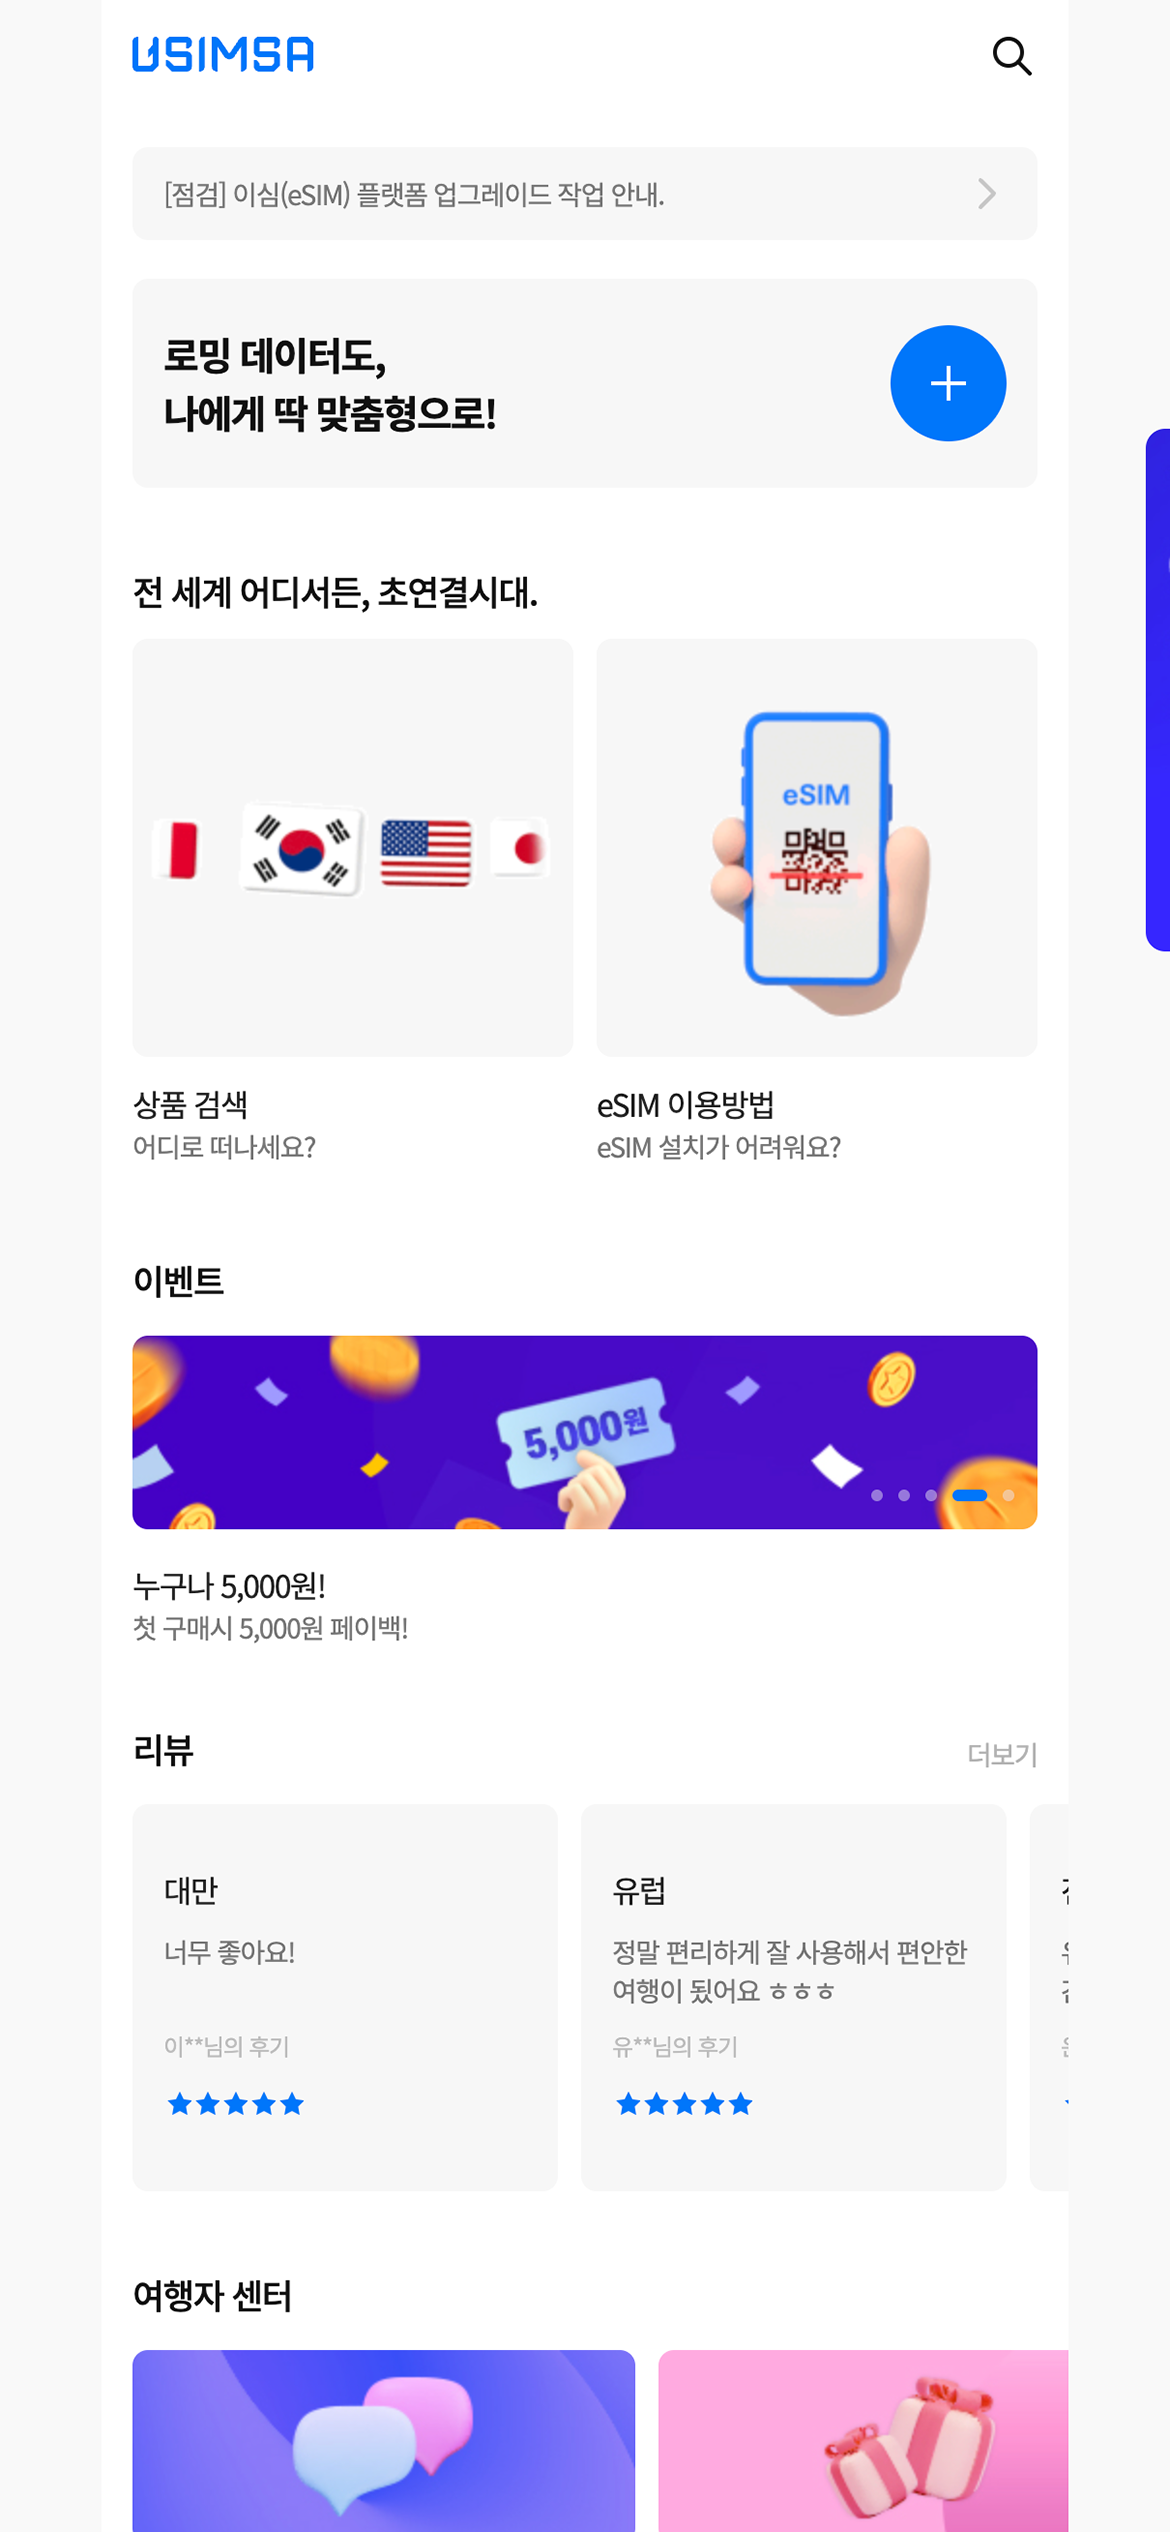 USIMSA
[점검] 이심(eSIM) 플랫폼 업그레이드 작업 안내.
로밍 데이터도,
나에게 딱 맞춤형으로!
전 세계 어디서든, 초연결시대.
eSIM
상품 검색
어디로 떠나세요?
eSIM 이용방법
eSIM 설치가 어려워요?
이벤트
5,000원
누구나 5,000원!
첫 구매시 5,000원 페이백!
리뷰
더보기
대만
너무 좋아요!
이**님의 후기
유럽
정말 편리하게 잘 사용해서 편안한
여행이 됬어요 ㅎㅎㅎ
유**님의 후기
여행자 센터